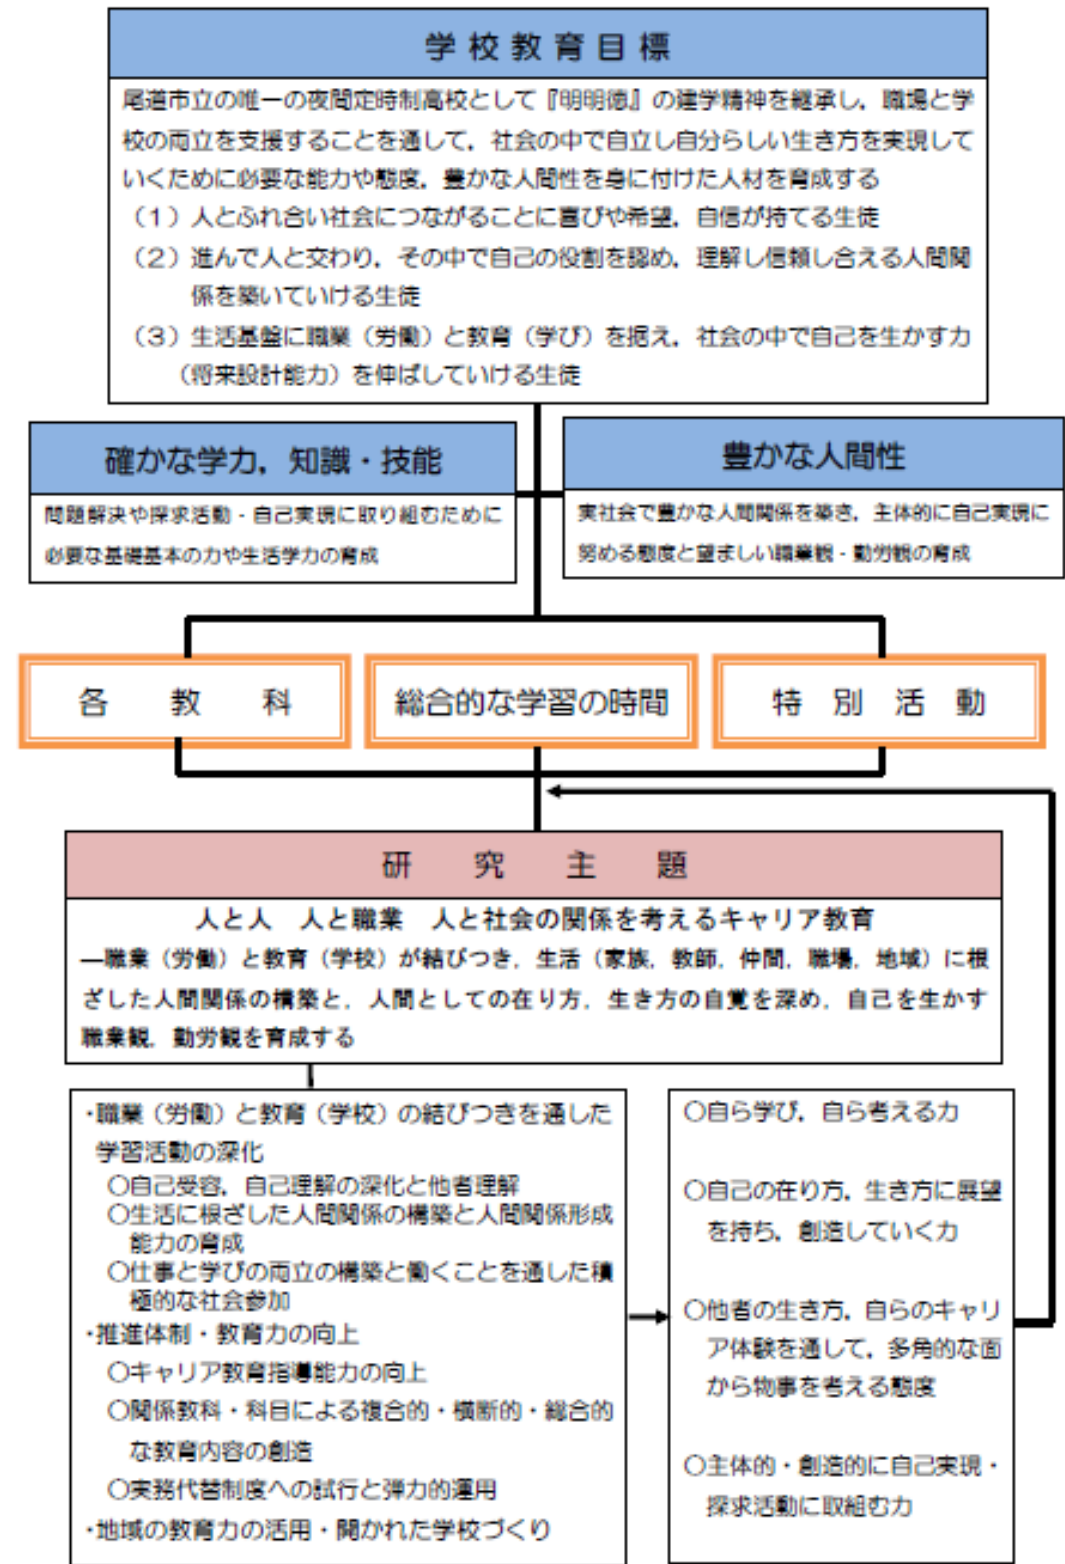 学校教育目標
尾道市立の唯一の夜間定時制高校として『明明徳』の建学精神を継承し，職場と学
校の両立を支援することを通して，社会の中で自立し自分らしい生き方を実現して
いくために必要な能力や態度，豊かな人間性を身に付けた人材を育成する
（1）人とふれ合い社会につながることに喜びや希望，自信が持てる生徒
（2）進んで人と交わり，その中で自己の役割を認め，理解し信頼し合える人間関
係を築いていける生徒
（3）生活基盤に職業（労働）と教育（学び）を据え，社会の中で自己を生かす力
（将来設計能力）を伸ばしていける生徒
確かな学力，知識・技能
問題解決や探求活動・自己実現に取り組むために
必要な基礎基本の力や生活学力の育成
豊かな人間性
実社会で豊かな人間関係を築き，主体的に自己実現に
努める態度と望ましい職業観・勤労観の育成
各教科
総合的な学習の時間
特別活動
研究主題
人と人　人と職業　人と社会の関係を考えるキャリア教育
―職業（労働）と教育（学校）が結びつき，生活（家族，教師，仲間，職場，地域）に根
ざした人間関係の構築と，人間としての在り方，生き方の自覚を深め，自己を生かす
職業観，勤労観を育成する
・職業（労働）と教育（学校）の結びつきを通した
学習活動の深化
○自己受容，自己理解の深化と他者理解
○生活に根ざした人間関係の構築と人間関係形成
能力の育成
○仕事と学びの両立の構築と働くことを通した積
極的な社会参加
・推進体制・教育力の向上
○キャリア教育指導能力の向上
○関係教科・科目による複合的・横断的・総合的
な教育内容の創造
○実務代替制度への試行と弾力的運用
・地域の教育力の活用・開かれた学校づくり
○自ら学び，自ら考える力
○自己の在り方，生き方に展望
を持ち，創造していく力
○他者の生き方，自らのキャリ
ア体験を通して，多角的な面
から物事を考える態度
○主体的・創造的に自己実現・
探求活動に取組む力